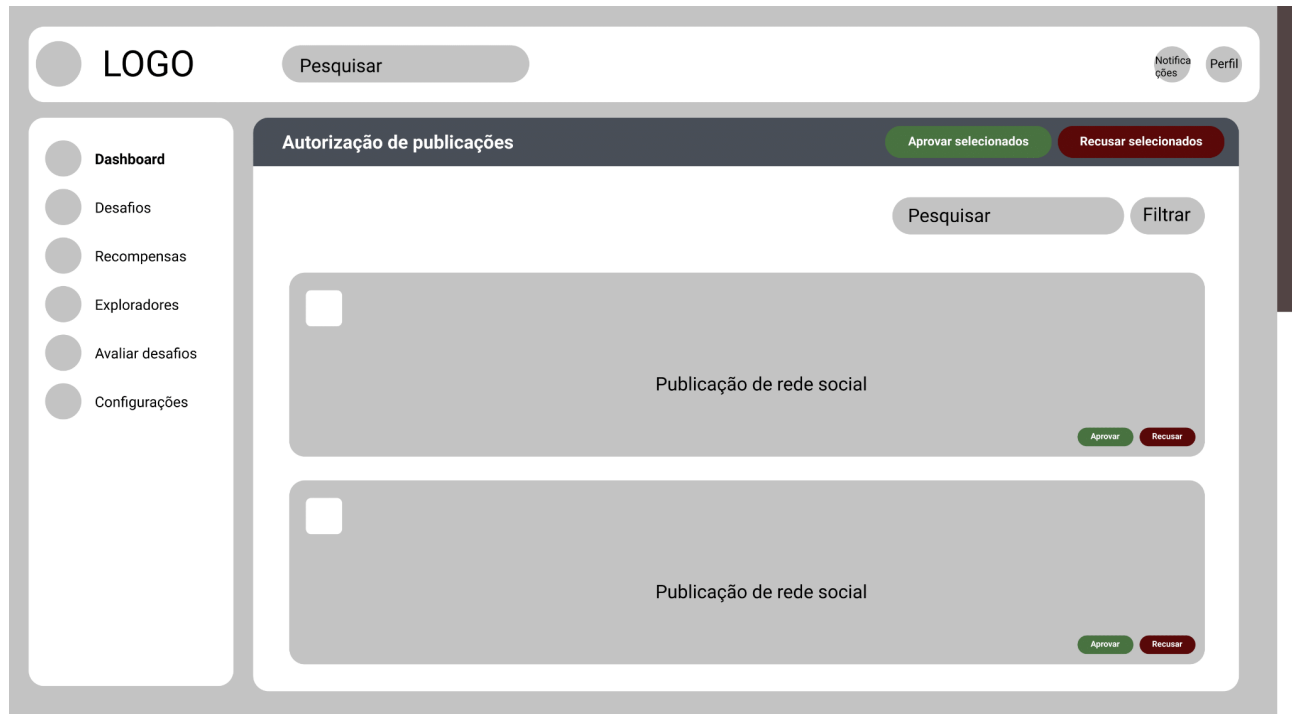 LOGO
Pesquisar
Notifica
ções
Perfil
Dashboard
Desafios
Recompensas
Exploradores
Avaliar desafios
Configurações
Autorização de publicações
Aprovar selecionados
Recusar selecionados
Pesquisar
Filtrar
Publicação de rede social
Aprovar
Recusar
Publicação de rede social
Aprovar
Recusar